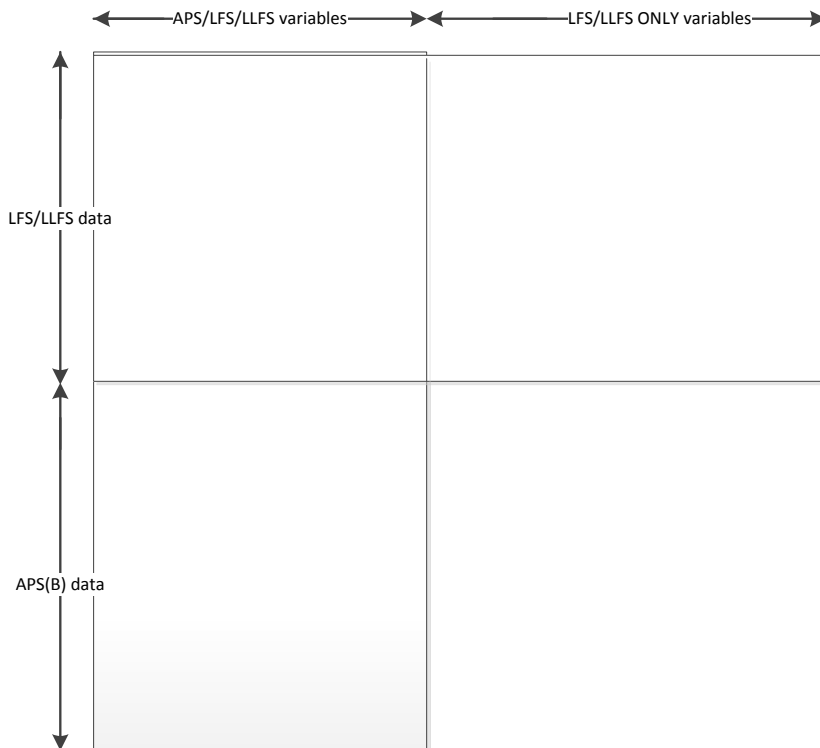 APS/LFS/LLFS variables
LFS/LLFS ONLY variables
LFS/LLFS data
APS(B) data